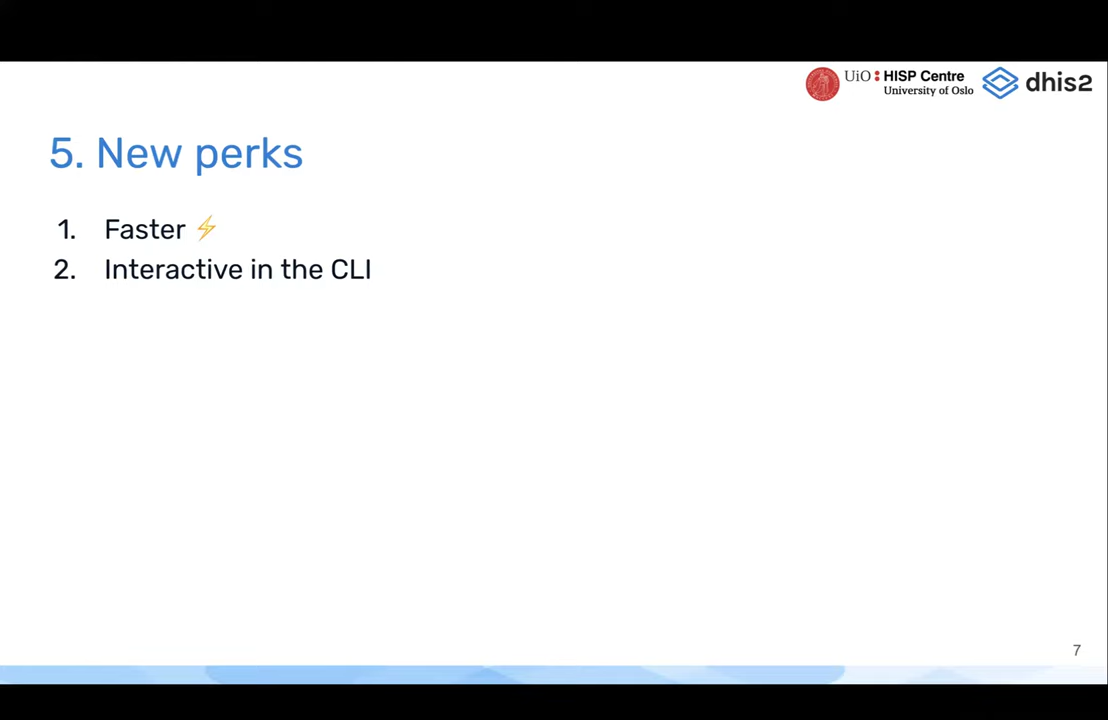 UiO: HISP Centre
University of Oslo
dhis2
5. New perks
1. Faster ⚡
2. Interactive in the CLI
7